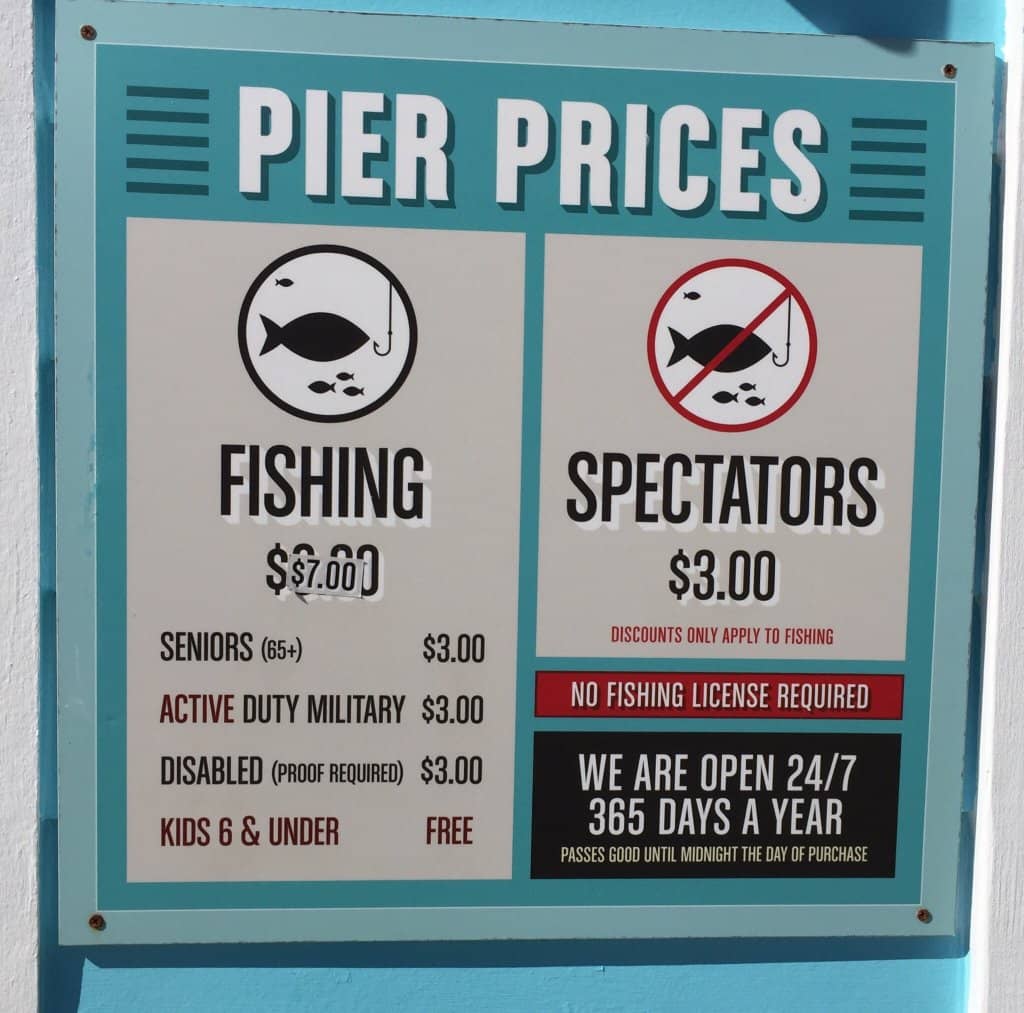 PIER PRICES
FISHING
$7.00
SENIORS (65+) $3.00
ACTIVE DUTY MILITARY $3.00
DISABLED (PROOF REQUIRED) $3.00
KIDS 6 & UNDER FREE
SPECTATORS
$3.00
DISCOUNTS ONLY APPLY TO FISHING
NO FISHING LICENSE REQUIRED
WE ARE OPEN 24/7
365 DAYS A YEAR
PASSES GOOD UNTIL MIDNIGHT THE DAY OF PURCHASE